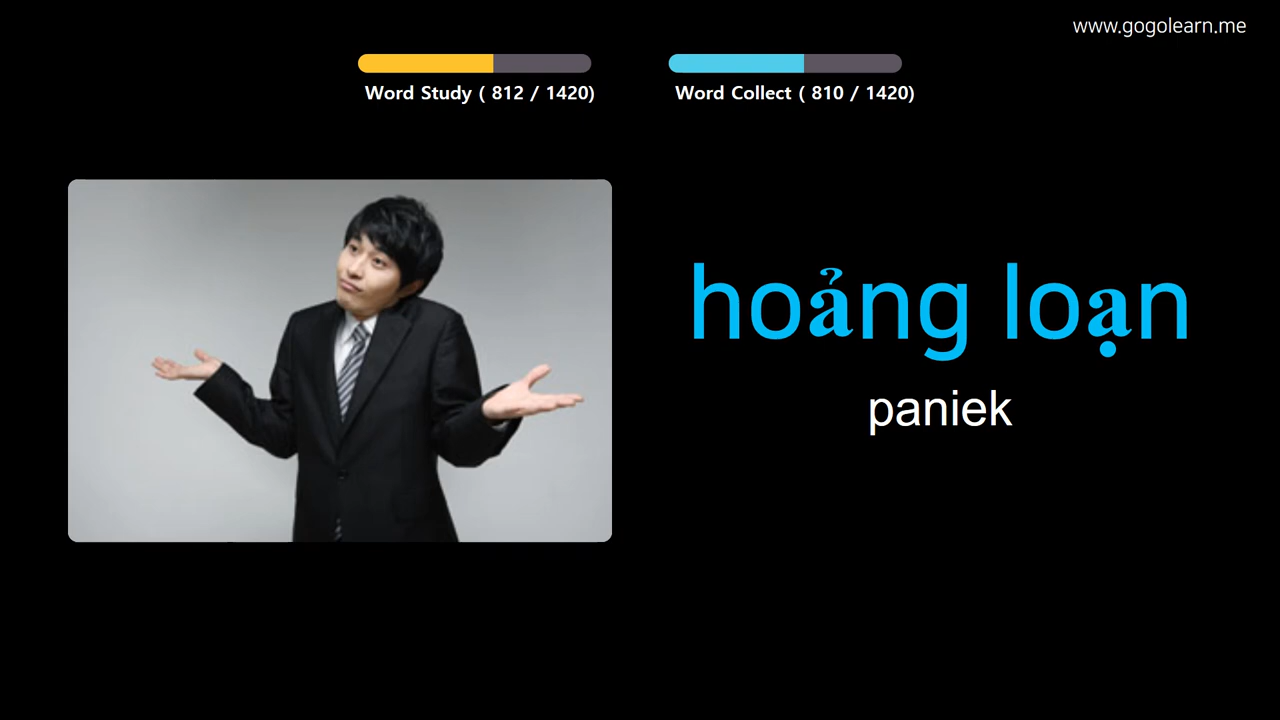 www.gogolearn.me
Word Study ( 812 / 1420)
Word Collect ( 810 / 1420)
hoảng loạn
paniek